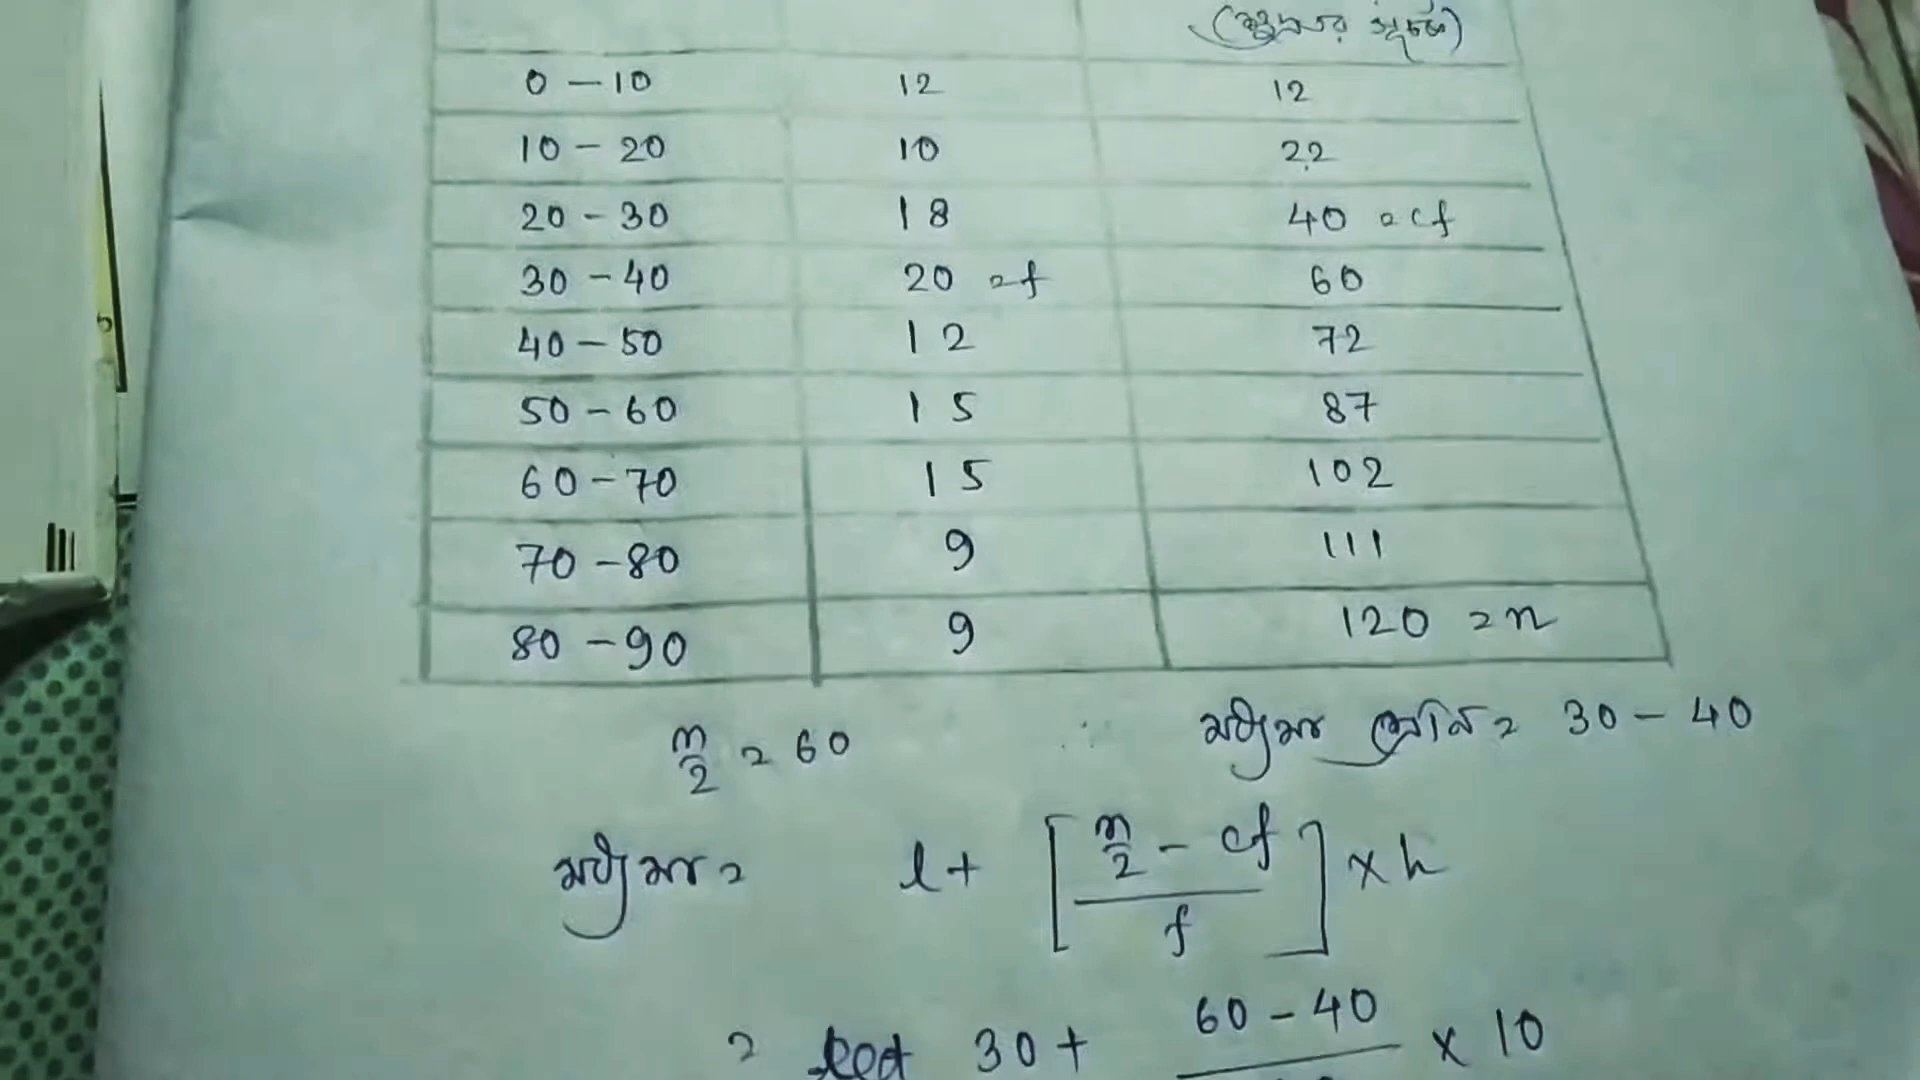 0 – 10 12 12
10 – 20 10 22
20 – 30 18 40 = cf
30 – 40 20 = f 60
40 – 50 12 72
50 – 60 15 87
60 – 70 15 102
70 – 80 9 111
80 – 90 9 120 = n
n/2 = 60 ∴ মধ্যমা শ্রেণি = 30 – 40
মধ্যমা = l + [ (n/2 – cf) / f ] × h
= 30 + 60 – 40 × 10